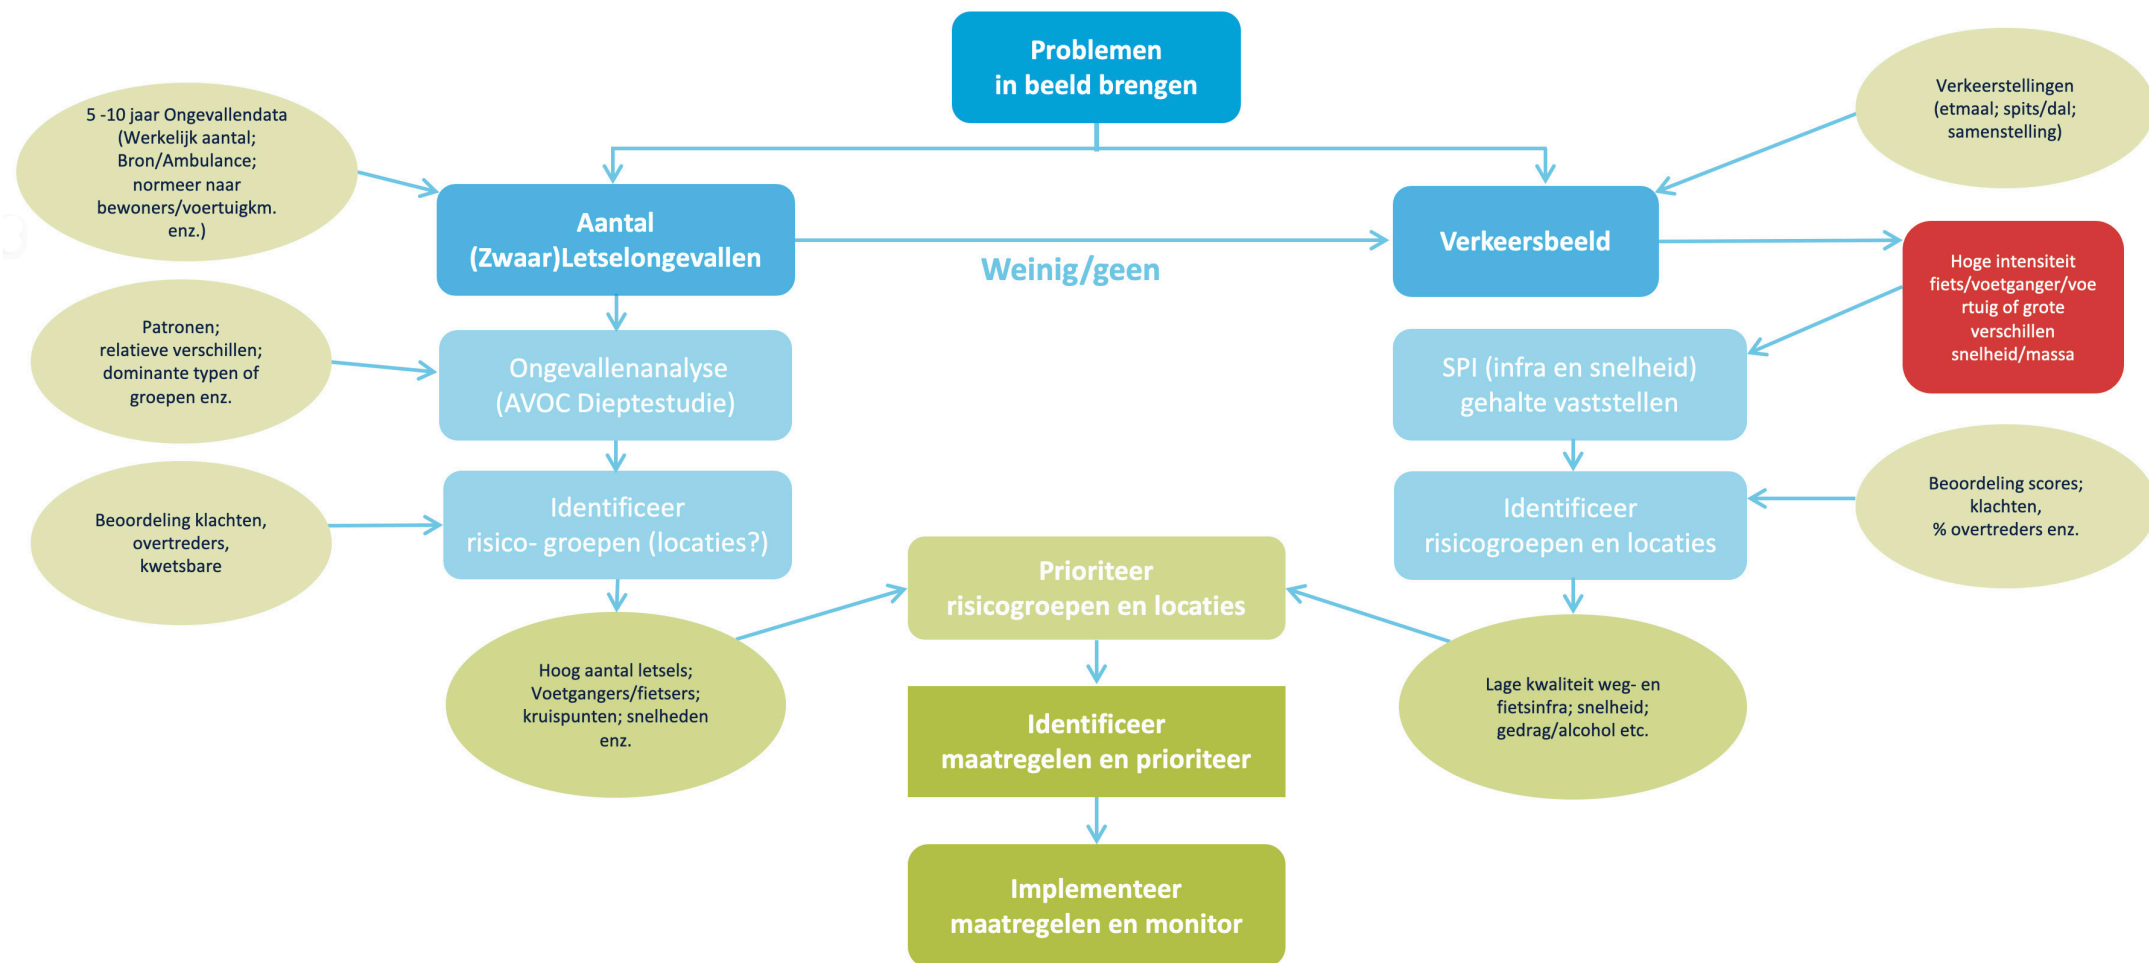 Problemen
in beeld brengen
5 -10 jaar Ongevallendata
(Werkelijk aantal;
Bron/Ambulance;
normeer naar
bewoners/voertuigkm.
enz.)
Verkeerstellingen
(etmaal; spits/dal;
samenstelling)
Aantal
(Zwaar)Letselongevallen
Weinig/geen
Verkeersbeeld
Hoge intensiteit
fiets/voetganger/voe
rtuig of grote
verschillen
snelheid/massa
Patronen;
relatieve verschillen;
dominante typen of
groepen enz.
Ongevallenanalyse
(AVOC Dieptestudie)
SPI (infra en snelheid)
gehalte vaststellen
Beoordeling klachten,
overtreders,
kwetsbare
Identificeer
risico- groepen (locaties?)
Identificeer
risicogroepen en locaties
Beoordeling scores;
klachten,
% overtreders enz.
Prioriteer
risicogroepen en locaties
Hoog aantal letsels;
Voetgangers/fietsers;
kruispunten; snelheden
enz.
Lage kwaliteit weg- en
fietsinfra; snelheid;
gedrag/alcohol etc.
Identificeer
maatregelen en prioriteer
Implementeer
maatregelen en monitor